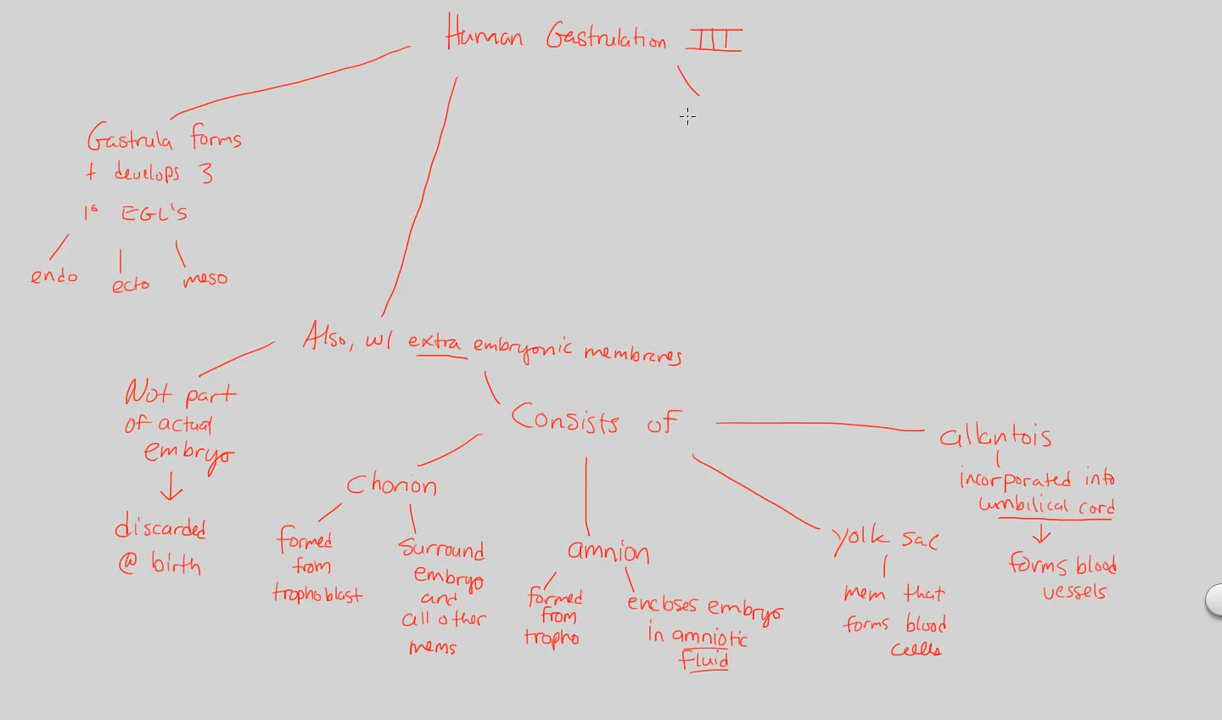 Human Gastrulation III
Gastrula forms
+ develops 3
1° EGL's
endo
ecto
meso
Also, w/ extra embryonic membranes
Not part
of actual
embryo
discarded
@ birth
Consists of
Chorion
formed
from
trophoblast
surround
embryo
and
all other
mems
amnion
formed
from
tropho
encloses embryo
in amniotic
fluid
yolk sac
mem that
forms blood
cells
allantois
incorporated into
umbilical cord
forms blood
vessels